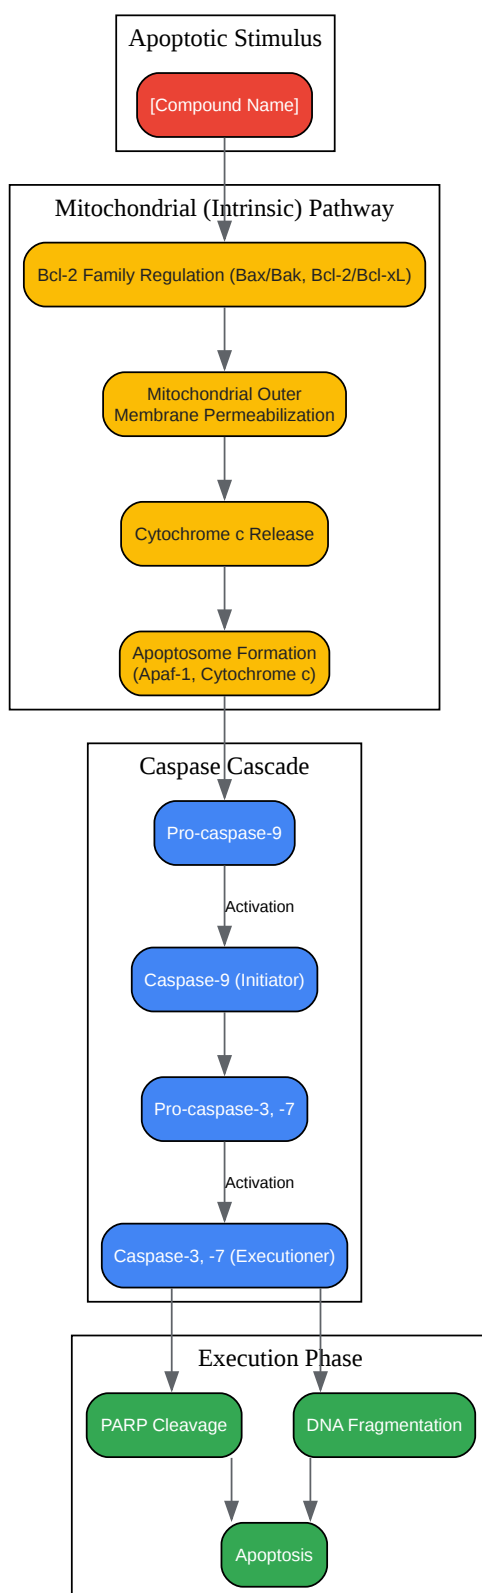 Apoptotic Stimulus
[Compound Name]
Mitochondrial (Intrinsic) Pathway
Bcl-2 Family Regulation (Bax/Bak, Bcl-2/Bcl-xL)
Mitochondrial Outer
Membrane Permeabilization
Cytochrome c Release
Apoptosome Formation
(Apaf-1, Cytochrome c)
Caspase Cascade
Pro-caspase-9
Activation
Caspase-9 (Initiator)
Pro-caspase-3, -7
Activation
Caspase-3, -7 (Executioner)
Execution Phase
PARP Cleavage
DNA Fragmentation
Apoptosis